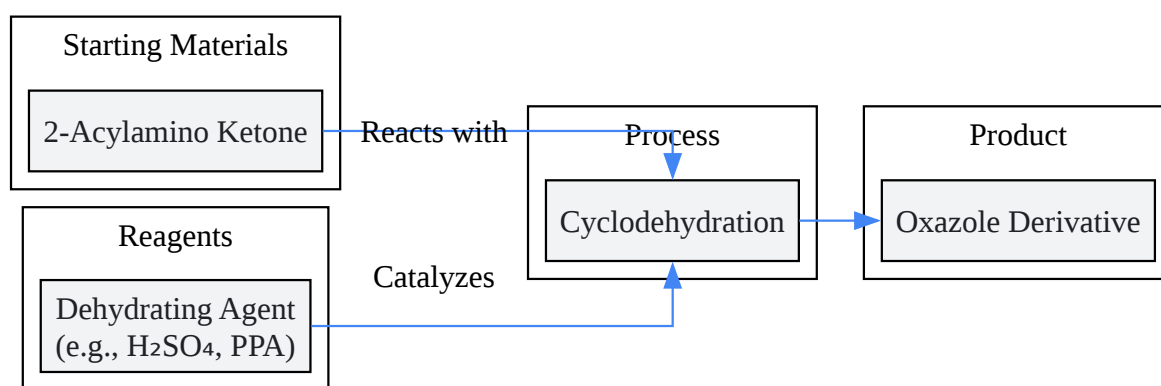 Starting Materials
2-Acylamino Ketone
Reacts with
Process
Cyclodehydration
Product
Oxazole Derivative
Reagents
Dehydrating Agent
(e.g., H₂SO₄, PPA)
Catalyzes